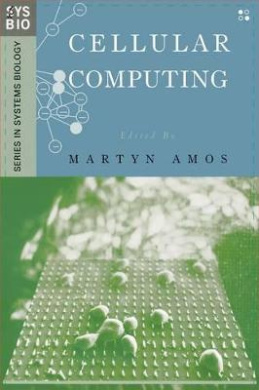 SYS
BIO
SERIES IN SYSTEMS BIOLOGY
CELLULAR
COMPUTING
Edited By
MARTYN AMOS